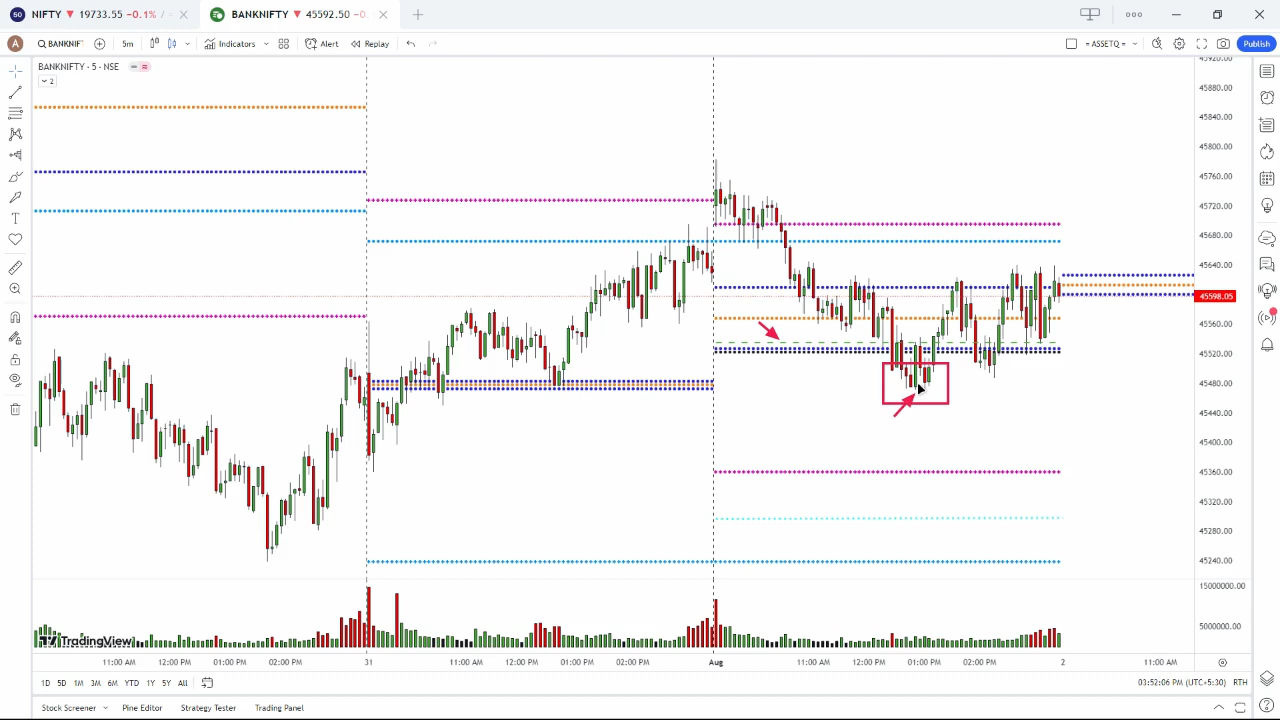 50 NIFTY ▼ 19733.55 −0.1% /
BANKNIFTY ▼ 45592.50 −0.
A BANKNIF 5m Indicators Alert Replay = ASSETQ = Publish
BANKNIFTY · 5 · NSE
2
45920.00
45880.00
45840.00
45800.00
45760.00
45720.00
45680.00
45640.00
45598.05
45560.00
45520.00
45480.00
45440.00
45400.00
45360.00
45320.00
45280.00
45240.00
15000000.00
5000000.00
TradingView
11:00 AM 12:00 PM 01:00 PM 02:00 PM 31 11:00 AM 12:00 PM 01:00 PM 02:00 PM Aug 11:00 AM 12:00 PM 01:00 PM 02:00 PM 2 11:00 AM
1D 5D 1M 3M 6M YTD 1Y 5Y All 03:52:06 PM (UTC+5:30) RTH
Stock Screener Pine Editor Strategy Tester Trading Panel